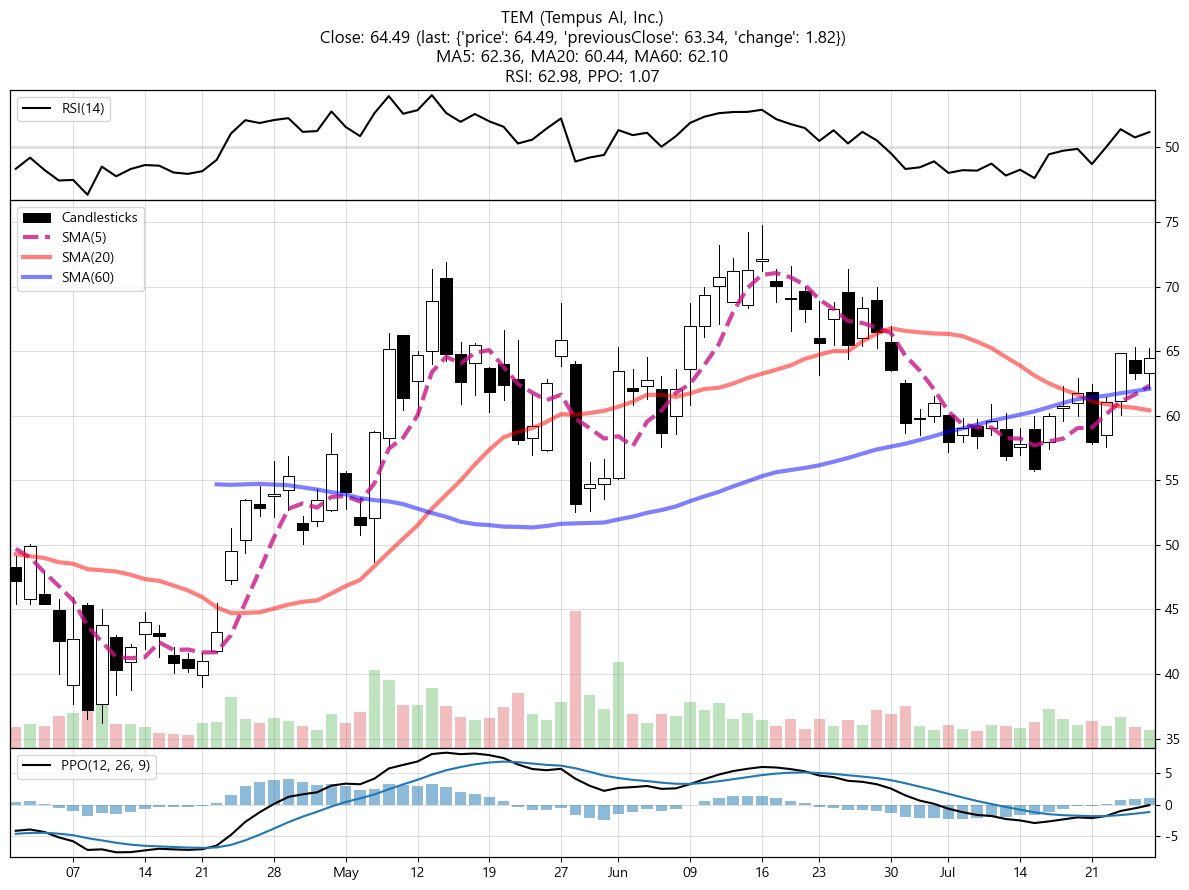 TEM (Tempus AI, Inc.)
Close: 64.49 (last: {'price': 64.49, 'previousClose': 63.34, 'change': 1.82})
MA5: 62.36, MA20: 60.44, MA60: 62.10
RSI: 62.98, PPO: 1.07
RSI(14)
50
Candlesticks
SMA(5)
SMA(20)
SMA(60)
75
70
65
60
55
50
45
40
35
PPO(12, 26, 9)
5
0
-5
07 14 21 28 May 12 19 27 Jun 09 16 23 30 Jul 14 21